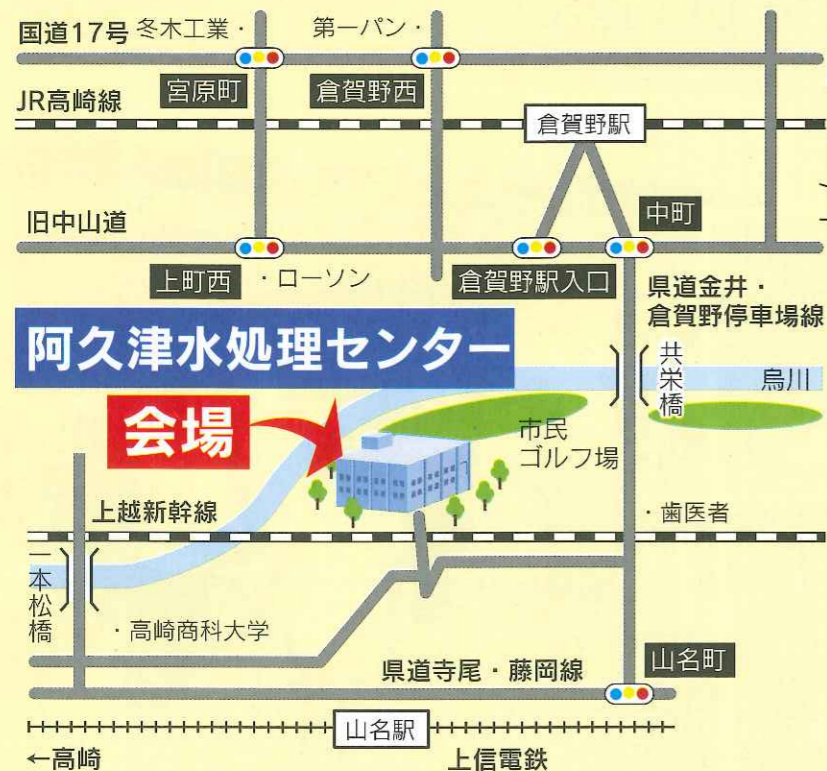 国道17号 冬木工業・ 第一パン・
宮原町
倉賀野西
JR高崎線
倉賀野駅
中町
旧中山道
上町西
・ローソン
倉賀野駅入口
県道金井・
倉賀野停車場線
阿久津水処理センター
共栄橋
烏川
会場
市民
ゴルフ場
上越新幹線
・歯医者
一本松橋
・高崎商科大学
県道寺尾・藤岡線
山名町
山名駅
←高崎
上信電鉄